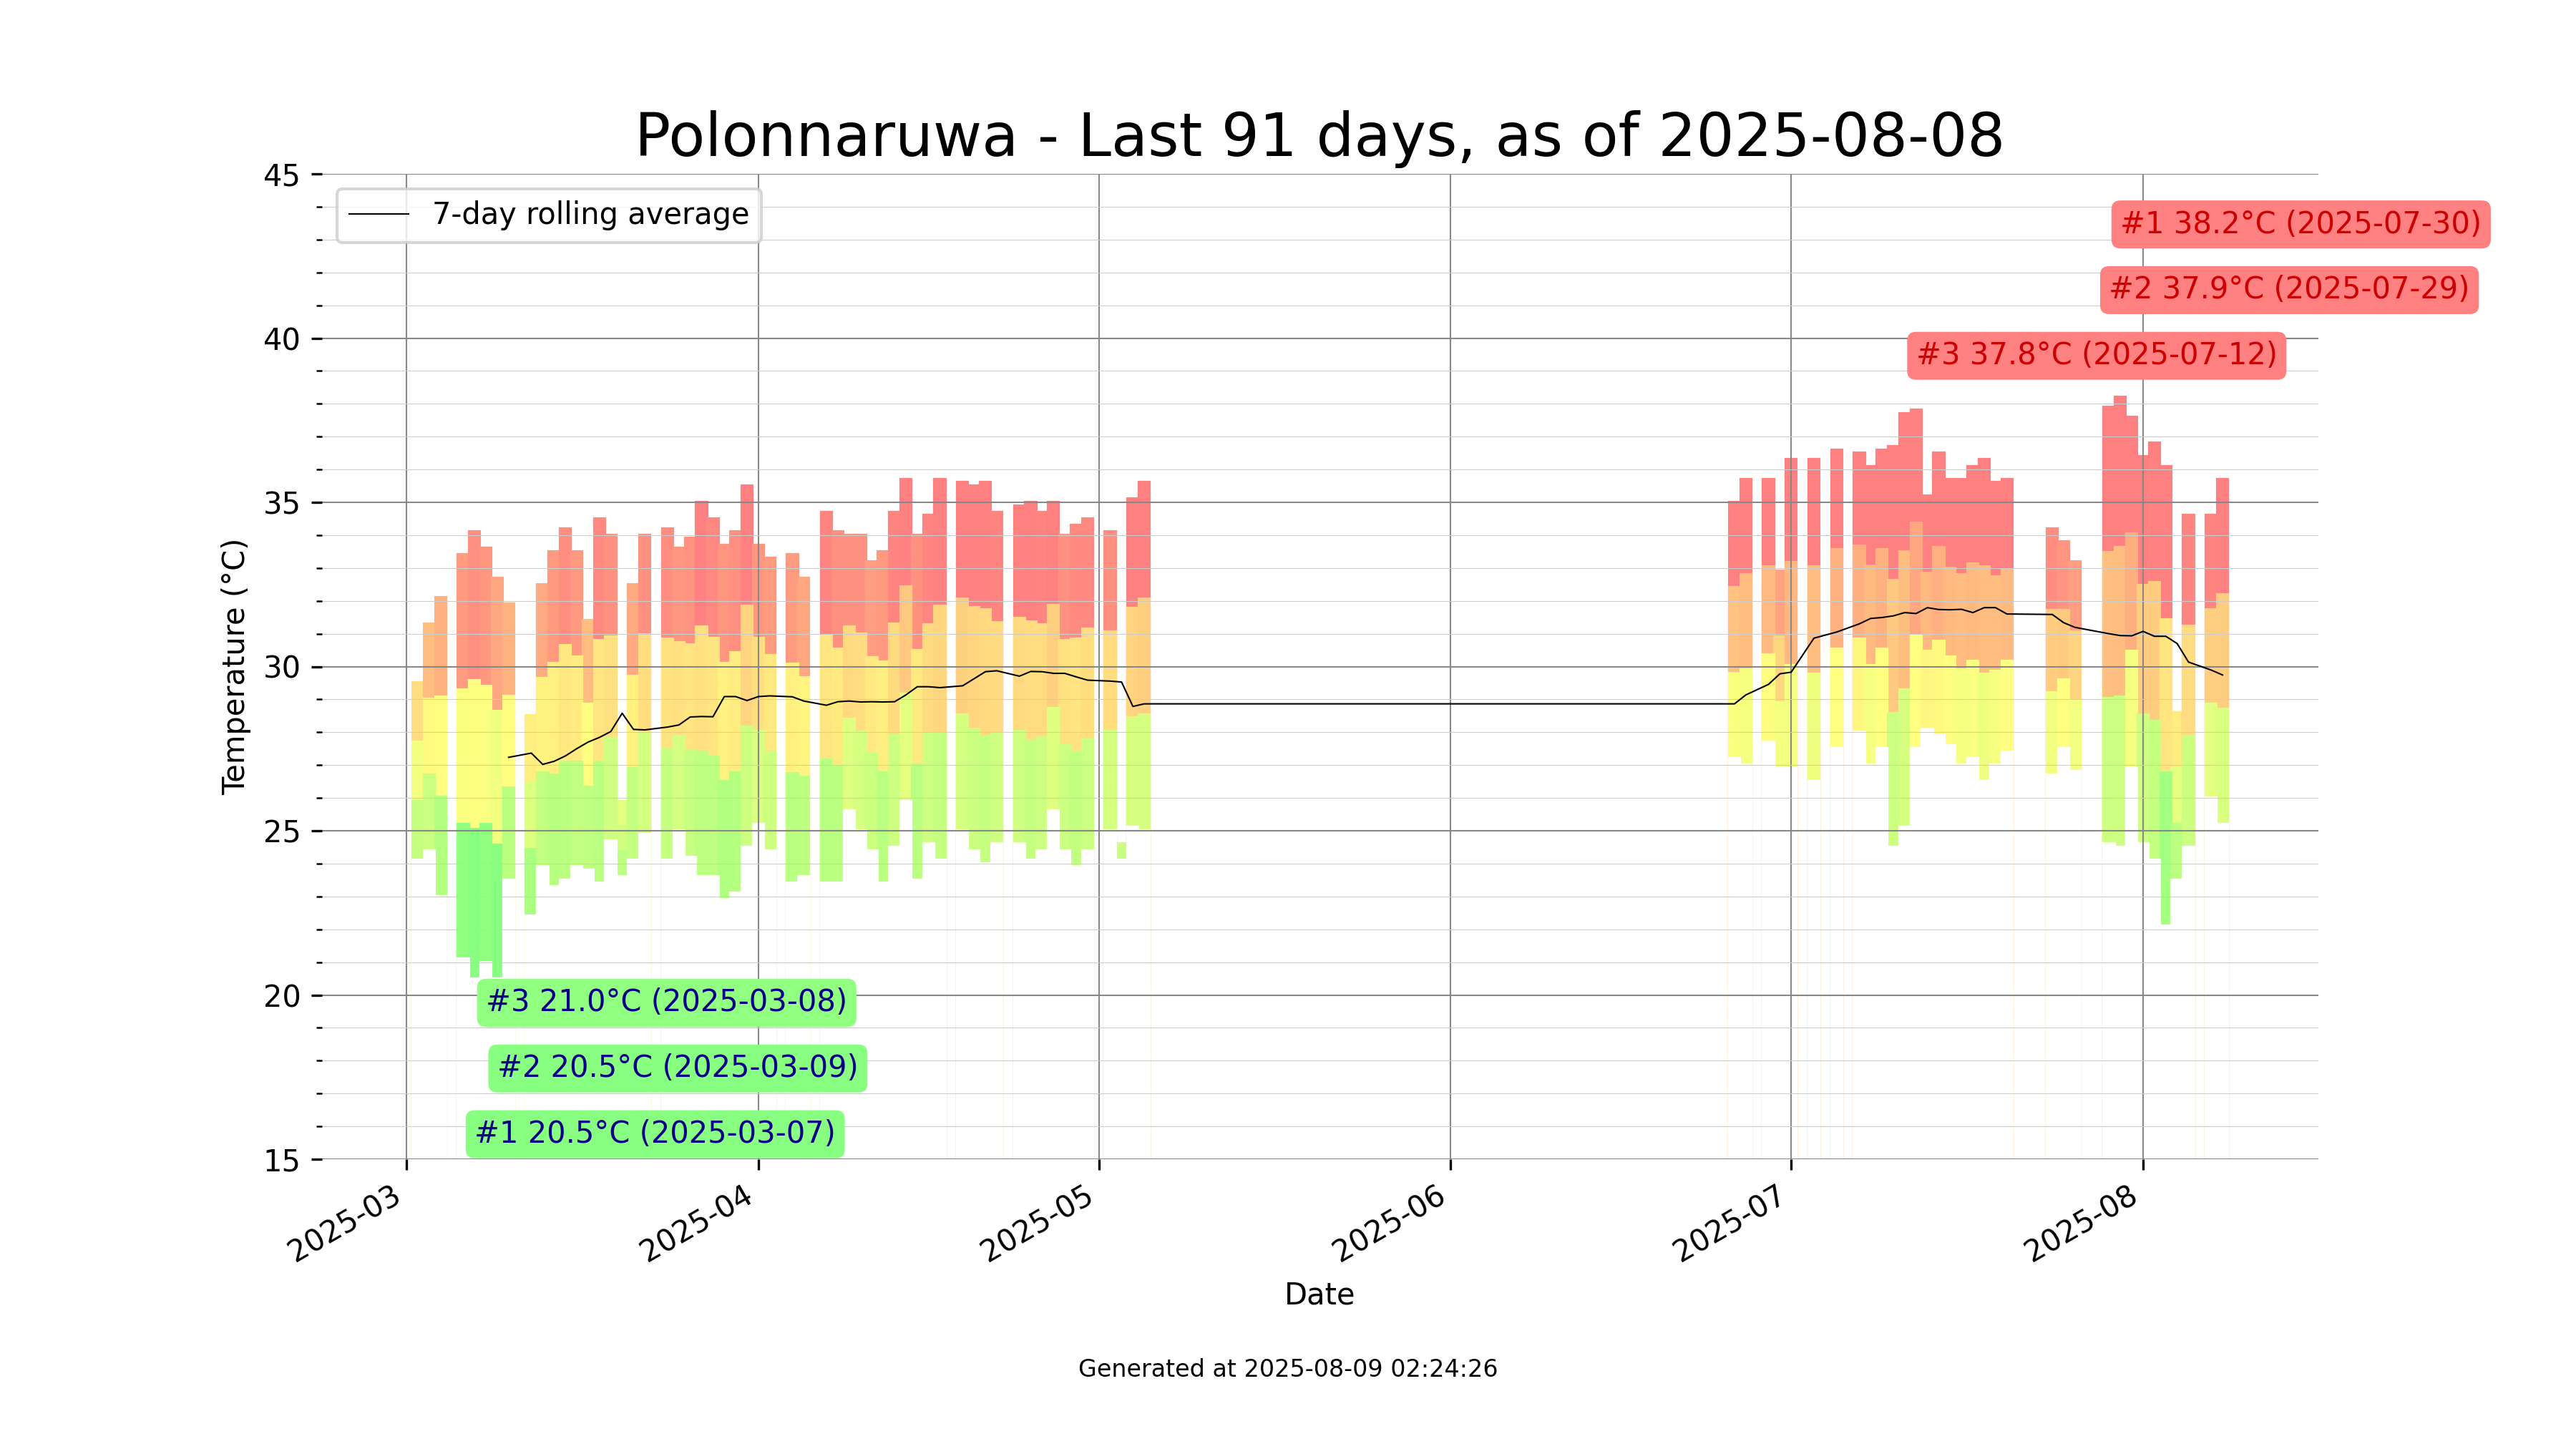 Polonnaruwa - Last 91 days, as of 2025-08-08
45
7-day rolling average
#1 38.2°C (2025-07-30)
#2 37.9°C (2025-07-29)
40
#3 37.8°C (2025-07-12)
35
30
Temperature (°C)
25
20
#3 21.0°C (2025-03-08)
#2 20.5°C (2025-03-09)
#1 20.5°C (2025-03-07)
15
2025-03
2025-04
2025-05
2025-06
2025-07
2025-08
Date
Generated at 2025-08-09 02:24:26